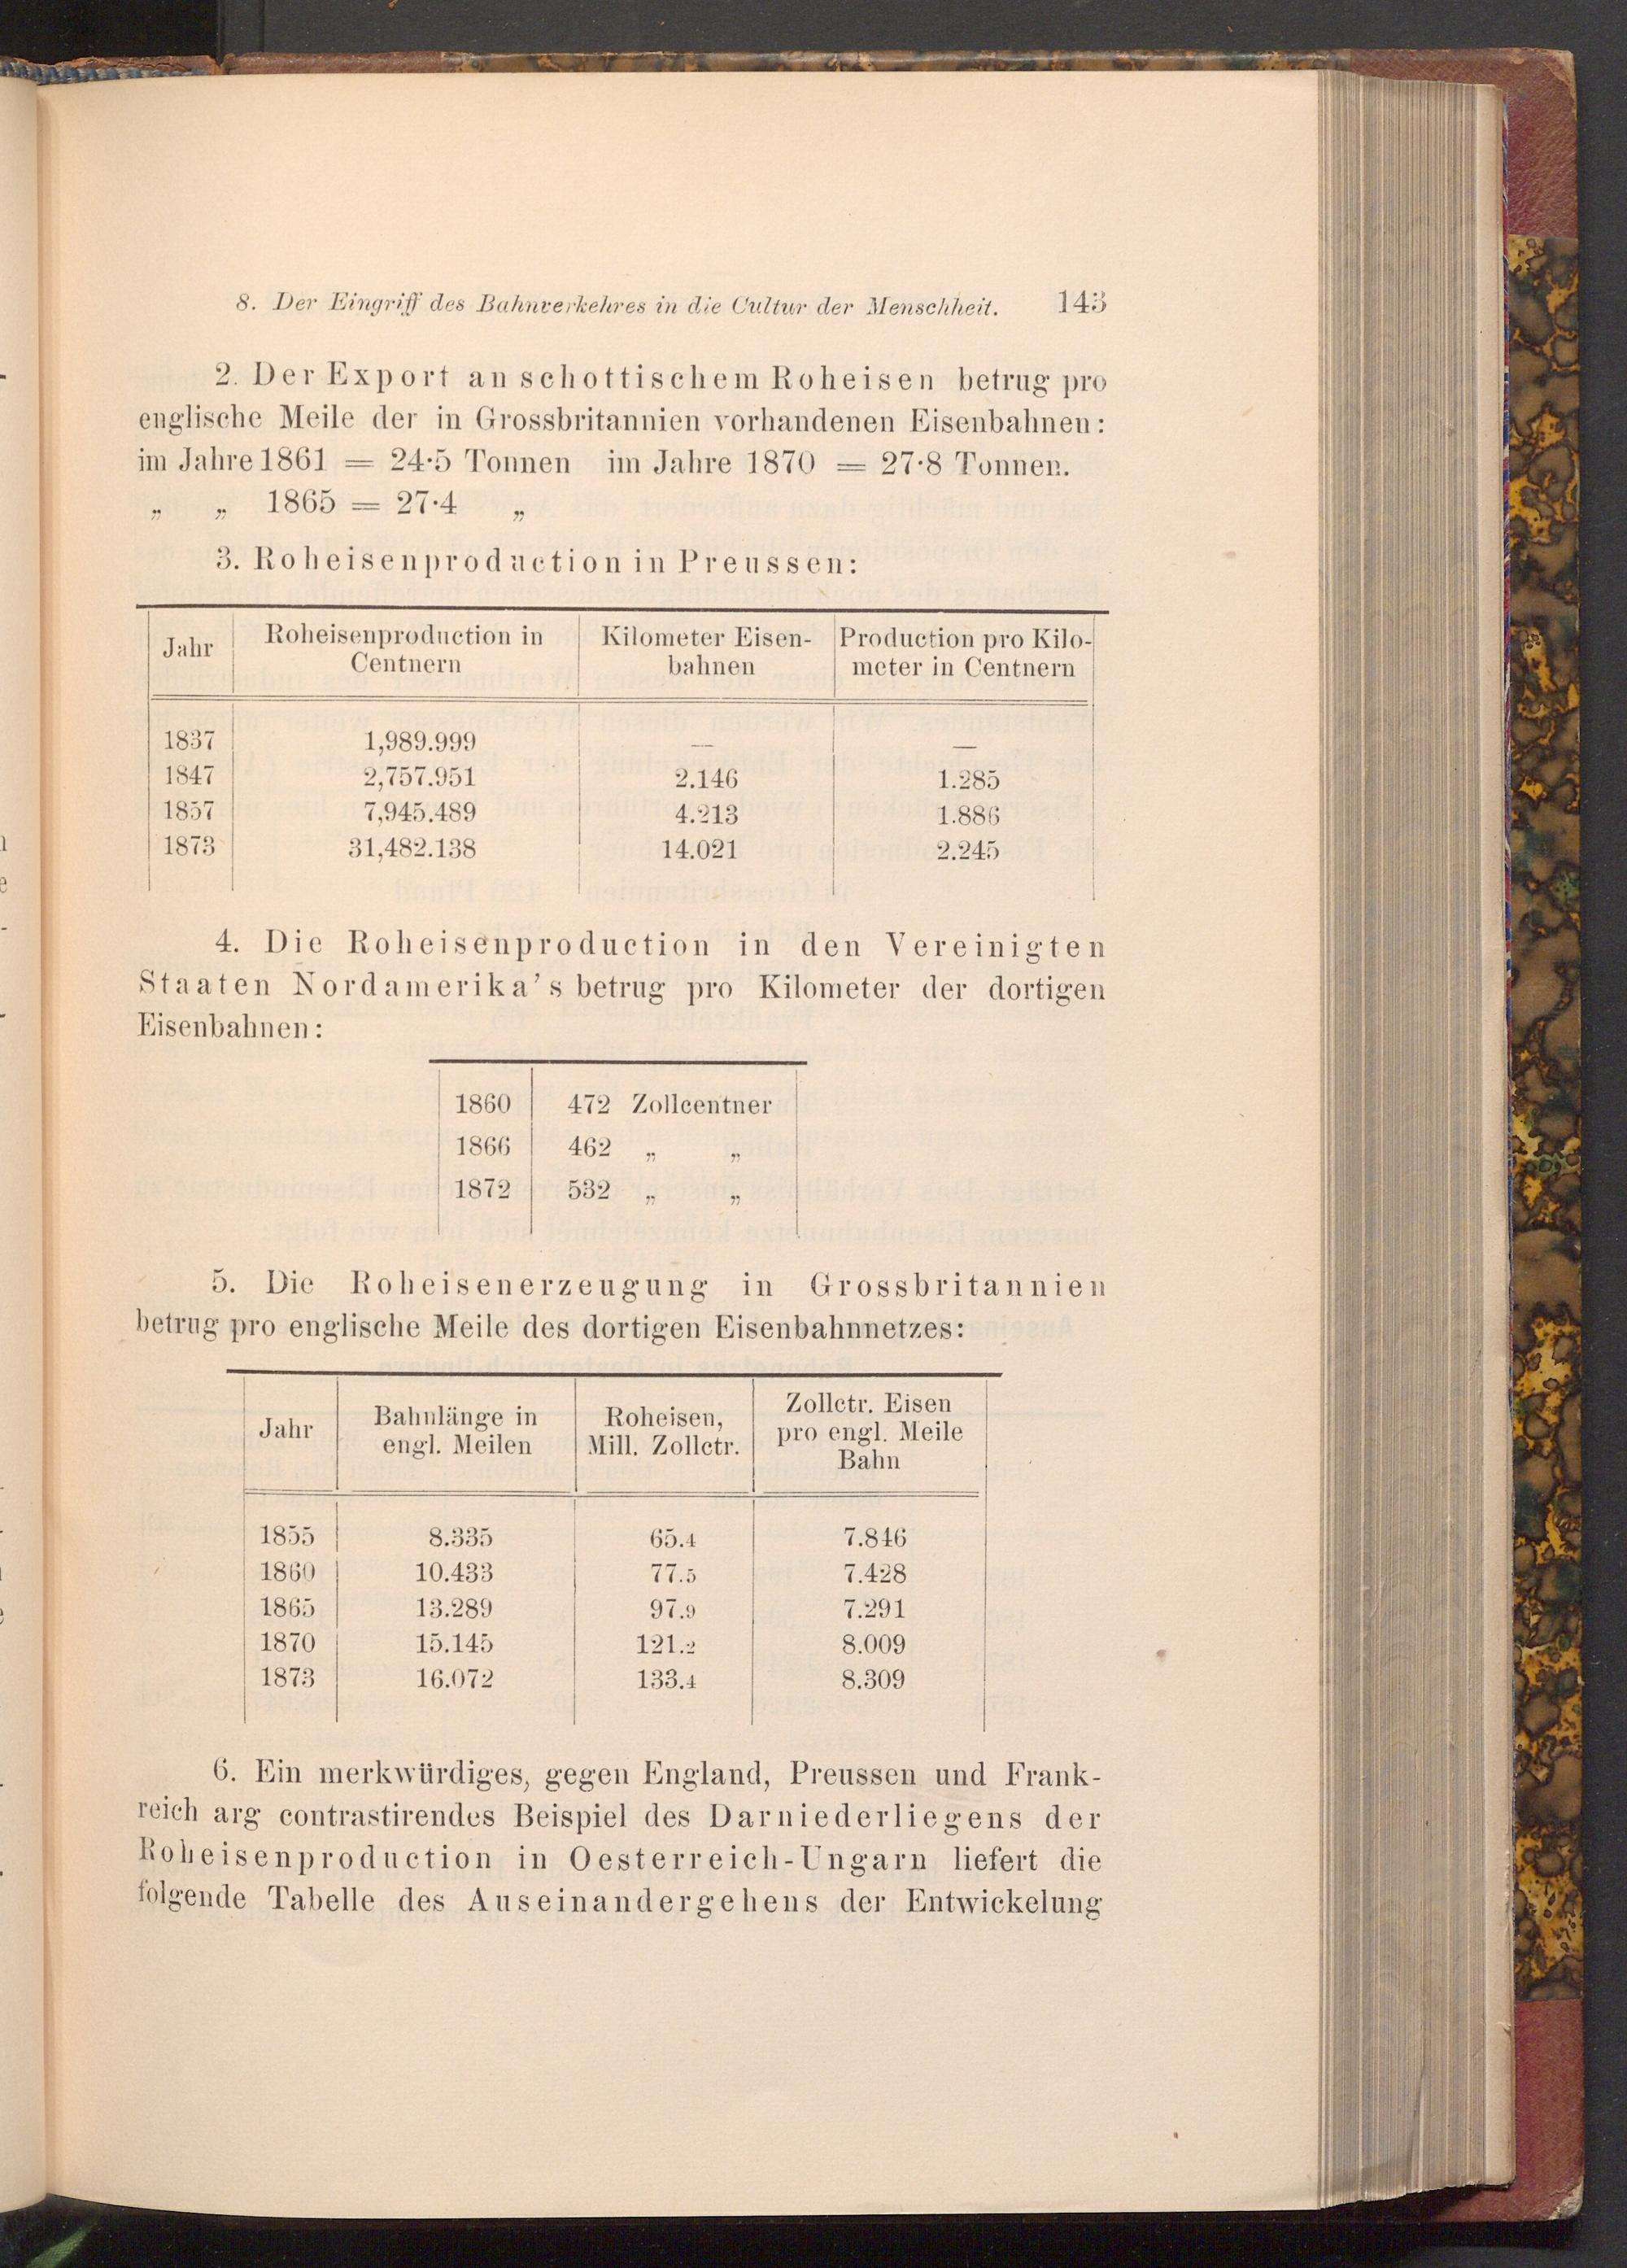 8. Der Eingriff des Bahnverkehres in die Cultur der Menschheit. 143
2. Der Export an schottischem Roheisen betrug pro
englische Meile der in Grossbritannien vorhandenen Eisenbahnen:
im Jahre 1861 = 24·5 Tonnen im Jahre 1870 = 27·8 Tonnen.
„ „ 1865 = 27·4 „
3. Roheisenproduction in Preussen:
Jahr Roheisenproduction in Kilometer Eisen- Production pro Kilo-
Centnern bahnen meter in Centnern
1837 1,989.999 — —
1847 2,757.951 2.146 1.285
1857 7,945.489 4.213 1.886
1873 31,482.138 14.021 2.245
4. Die Roheisenproduction in den Vereinigten
Staaten Nordamerika's betrug pro Kilometer der dortigen
Eisenbahnen:
1860 472 Zollcentner
1866 462 „ „
1872 532 „ „
5. Die Roheisenerzeugung in Grossbritannien
betrug pro englische Meile des dortigen Eisenbahnnetzes:
Jahr Bahnlänge in Roheisen, Zollctr. Eisen
engl. Meilen Mill. Zollctr. pro engl. Meile
Bahn
1855 8.335 65.4 7.846
1860 10.433 77.5 7.428
1865 13.289 97.9 7.291
1870 15.145 121.2 8.009
1873 16.072 133.4 8.309
6. Ein merkwürdiges, gegen England, Preussen und Frank-
reich arg contrastirendes Beispiel des Darniederliegens der
Roheisenproduction in Oesterreich-Ungarn liefert die
folgende Tabelle des Auseinandergehens der Entwickelung